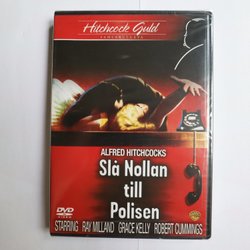 Hitchcock Guld
ALFRED HITCHCOCKS
Slå Nollan
till
Polisen
DVD
STARRING RAY MILLAND GRACE KELLY ROBERT CUMMINGS